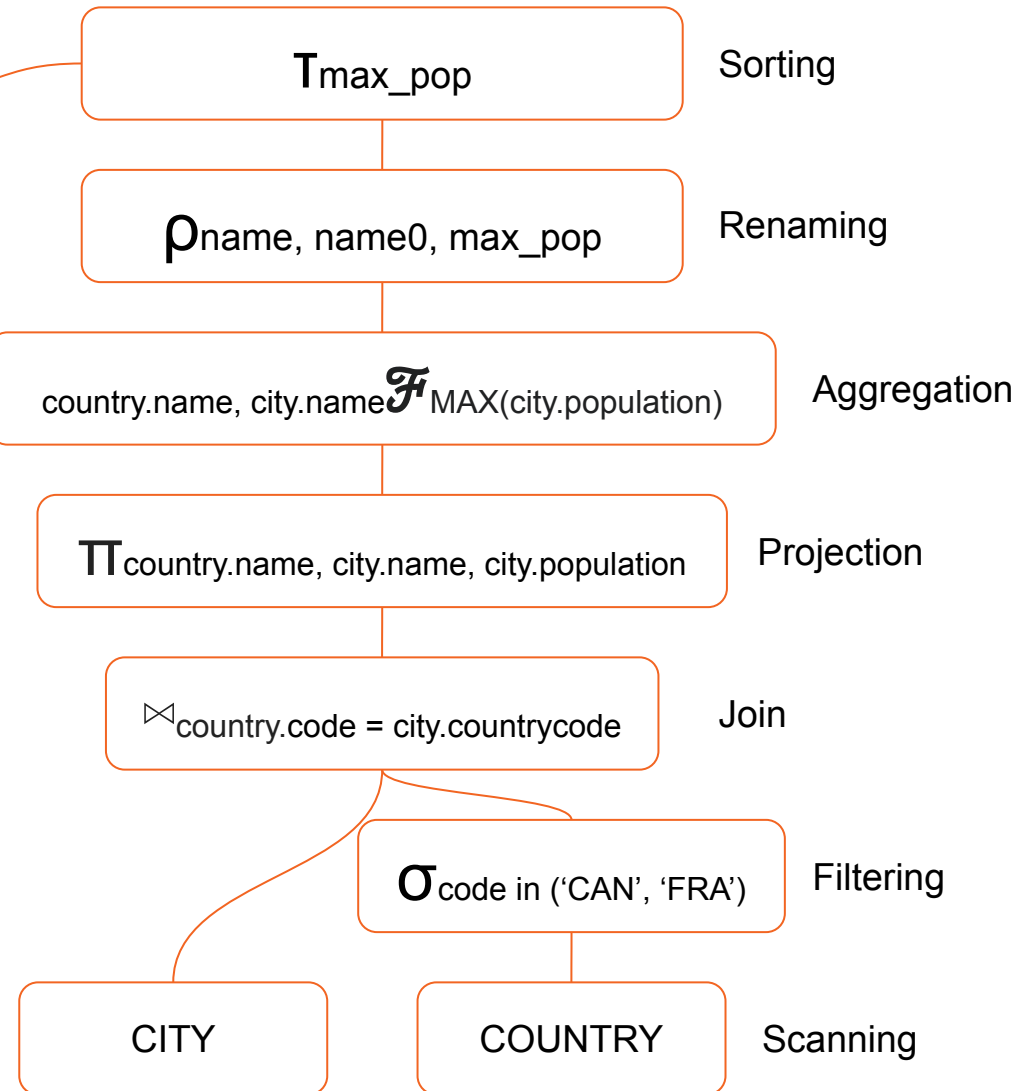 τmax_pop
Sorting
ρname, name0, max_pop
Renaming
country.name, city.nameℱMAX(city.population)
Aggregation
πcountry.name, city.name, city.population
Projection
⋈country.code = city.countrycode
Join
σcode in (‘CAN’, ‘FRA’)
Filtering
CITY
COUNTRY
Scanning